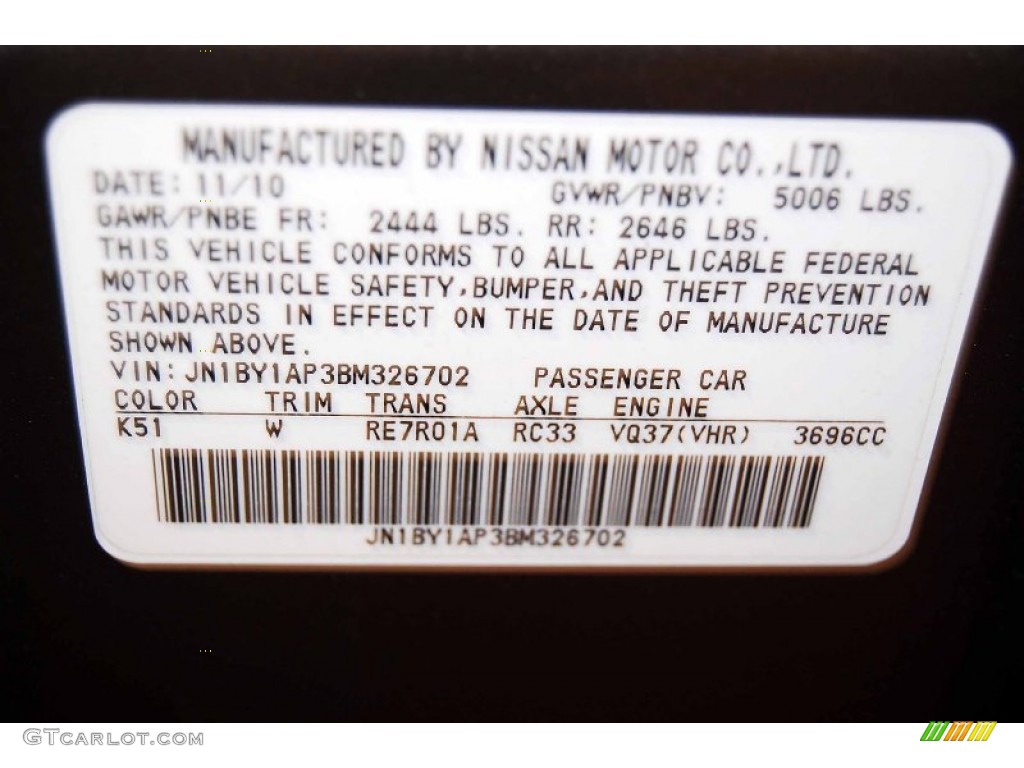 MANUFACTURED BY NISSAN MOTOR CO.,LTD.
DATE: 11/10 GVWR/PNBV: 5006 LBS.
GAWR/PNBE FR: 2444 LBS. RR: 2646 LBS.
THIS VEHICLE CONFORMS TO ALL APPLICABLE FEDERAL
MOTOR VEHICLE SAFETY,BUMPER,AND THEFT PREVENTION
STANDARDS IN EFFECT ON THE DATE OF MANUFACTURE
SHOWN ABOVE.
VIN:JN1BY1AP3BM326702 PASSENGER CAR
COLOR TRIM TRANS AXLE ENGINE
K51 W RE7R01A RC33 VQ37(VHR) 3696CC
JN1BY1AP3BM326702
GTCarLot.com